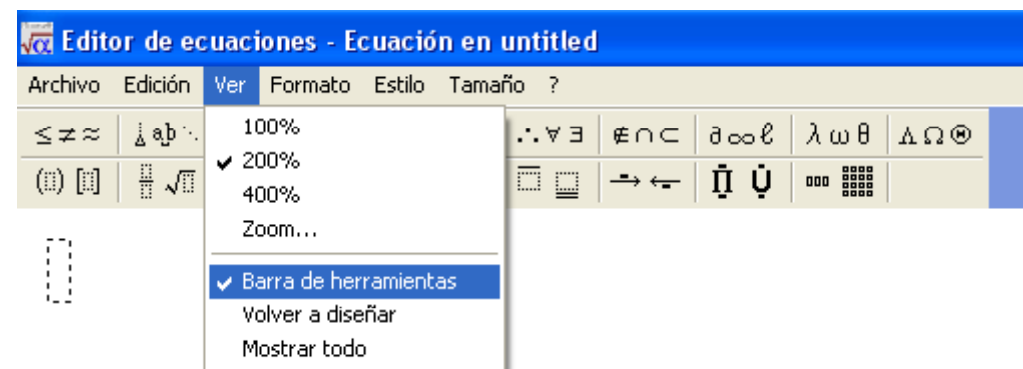 Editor de ecuaciones - Ecuación en untitled
Archivo Edición Ver Formato Estilo Tamaño ?
≤ ≠ ≈ ab ∴ ∀ ∃ ∉ ∩ ⊂ ∂ ∞ ℓ λ ω θ Λ Ω Θ
100%
200%
400%
Zoom...
Barra de herramientas
Volver a diseñar
Mostrar todo